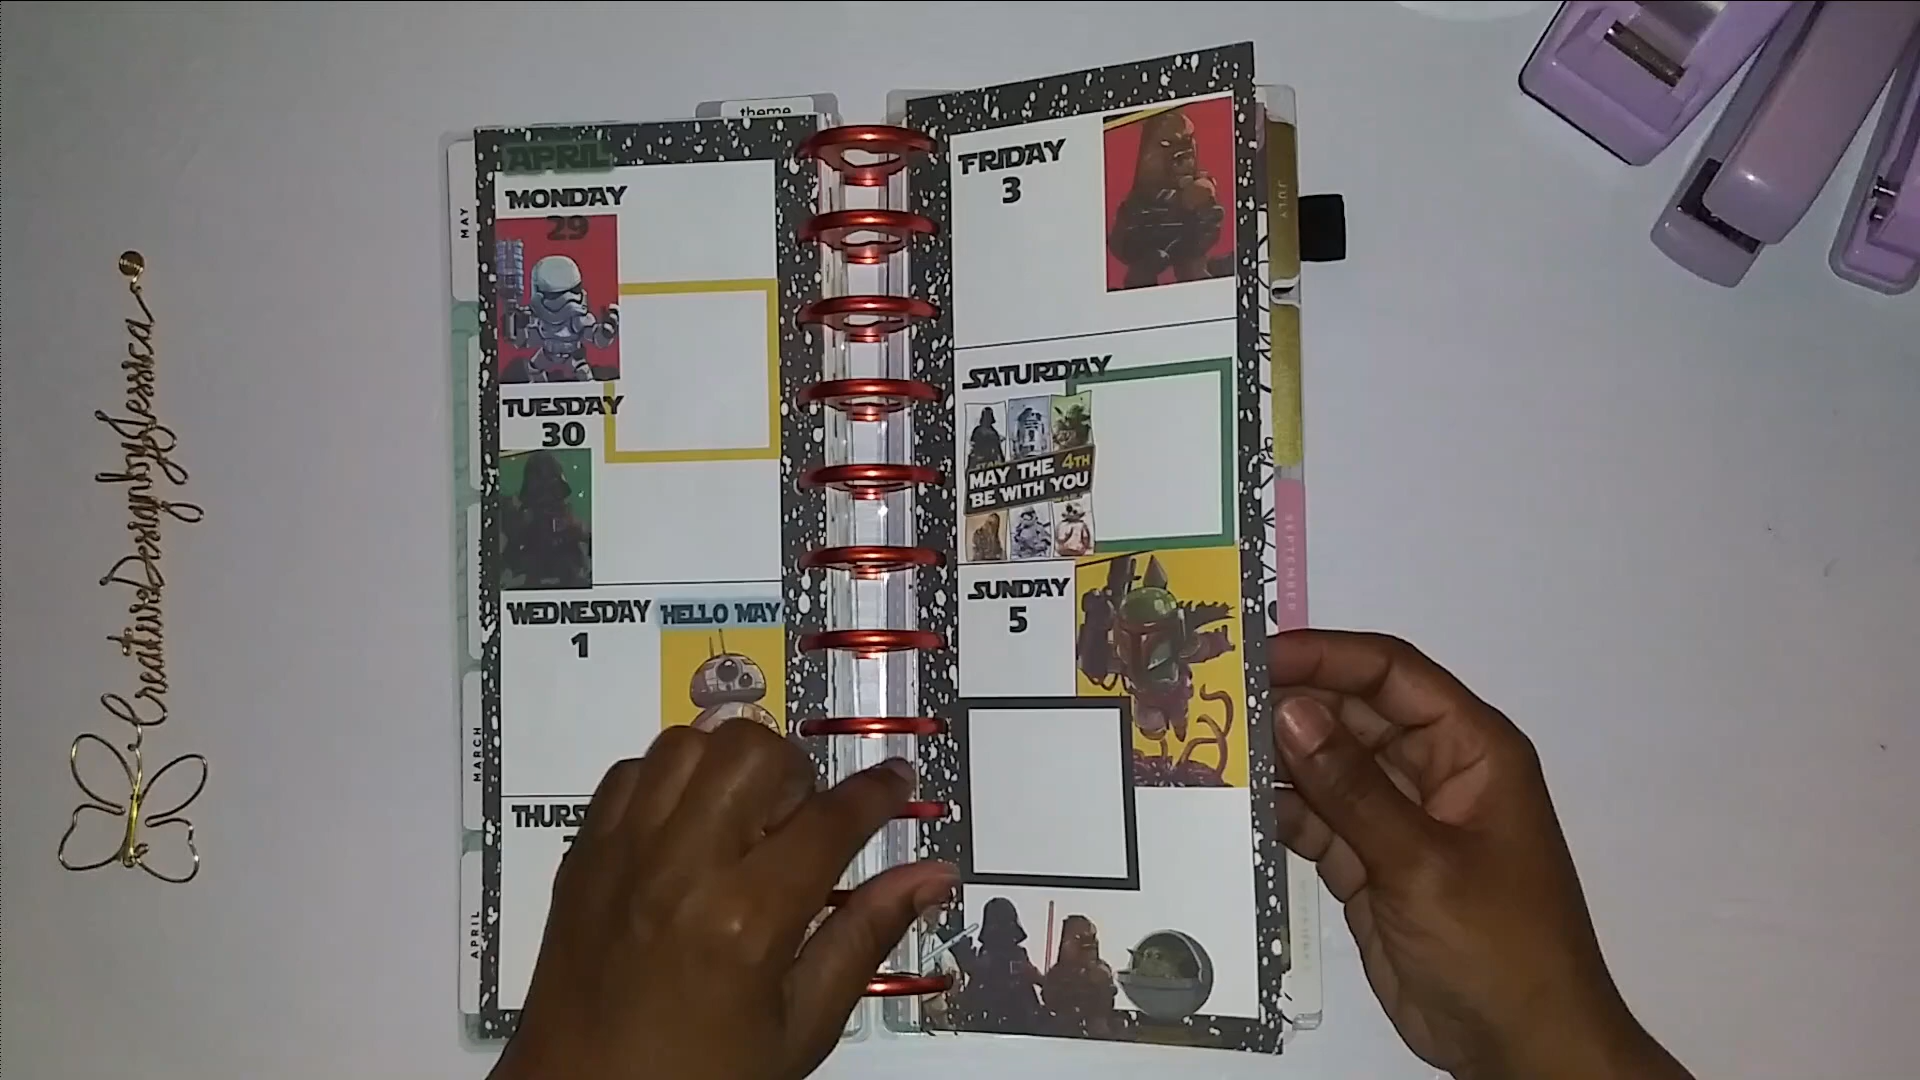 theme
APRIL
MONDAY
29
TUESDAY
30
WEDNESDAY
1
HELLO MAY
THURS
FRIDAY
3
SATURDAY
MAY THE 4TH
BE WITH YOU
SUNDAY
5
MAY
MARCH
APRIL
JULY
SEPTEMBER
CreativeDesignbyJessica